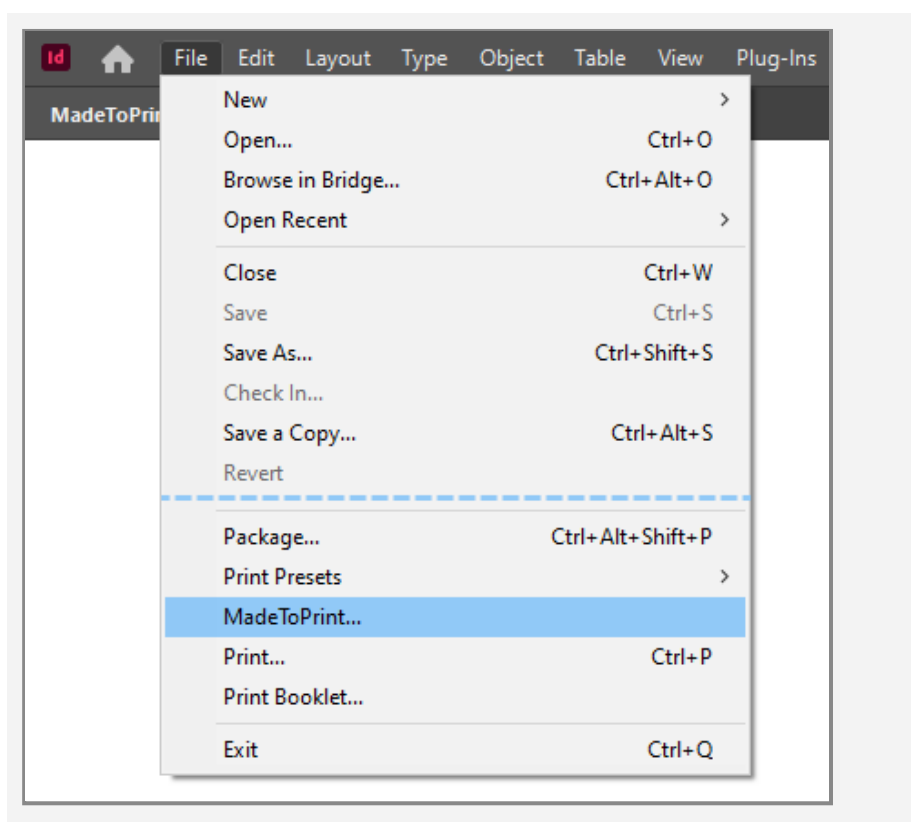 Id File Edit Layout Type Object Table View Plug-Ins
MadeToPri
New
Open... Ctrl+O
Browse in Bridge... Ctrl+Alt+O
Open Recent
Close Ctrl+W
Save Ctrl+S
Save As... Ctrl+Shift+S
Check In...
Save a Copy... Ctrl+Alt+S
Revert
Package... Ctrl+Alt+Shift+P
Print Presets
MadeToPrint...
Print... Ctrl+P
Print Booklet...
Exit Ctrl+Q